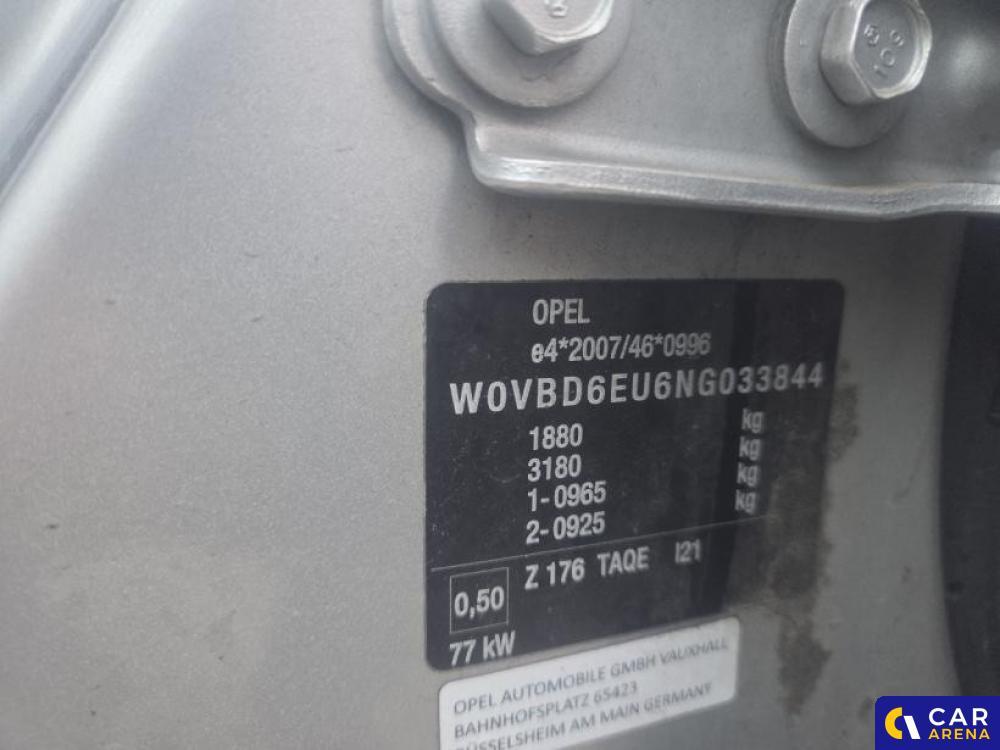 109
OPEL
e4*2007/46*0996
W0VBD6EU6NG033844
1880 kg
3180 kg
1-0965 kg
2-0925 kg
Z 176 TAQE I21
0,50
77 kW
OPEL AUTOMOBILE GMBH VAUXHALL
BAHNHOFSPLATZ 65423
RÜSSELSHEIM AM MAIN GERMANY
CAR
ARENA